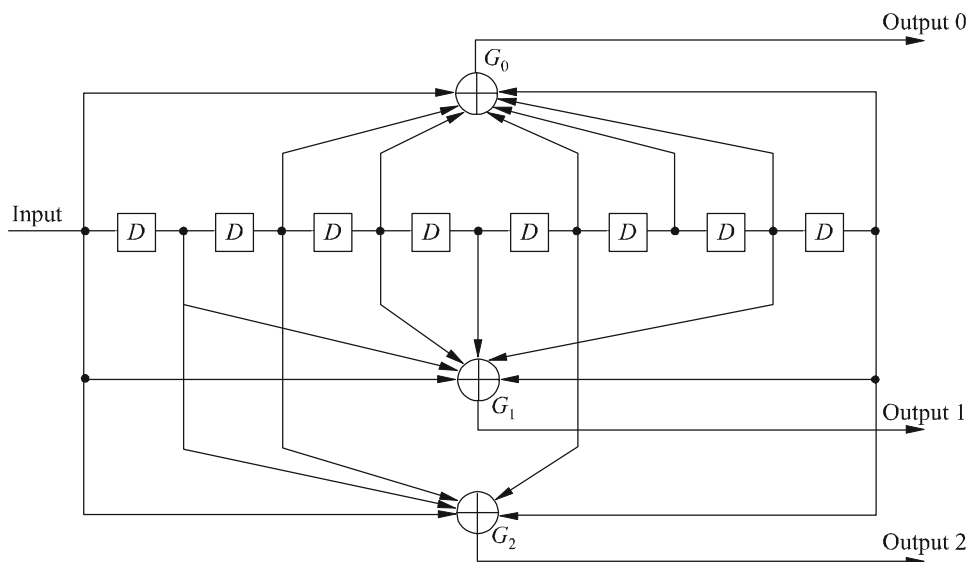 Output 0
G₀
Input
D D D D D D D D
G₁
Output 1
G₂
Output 2